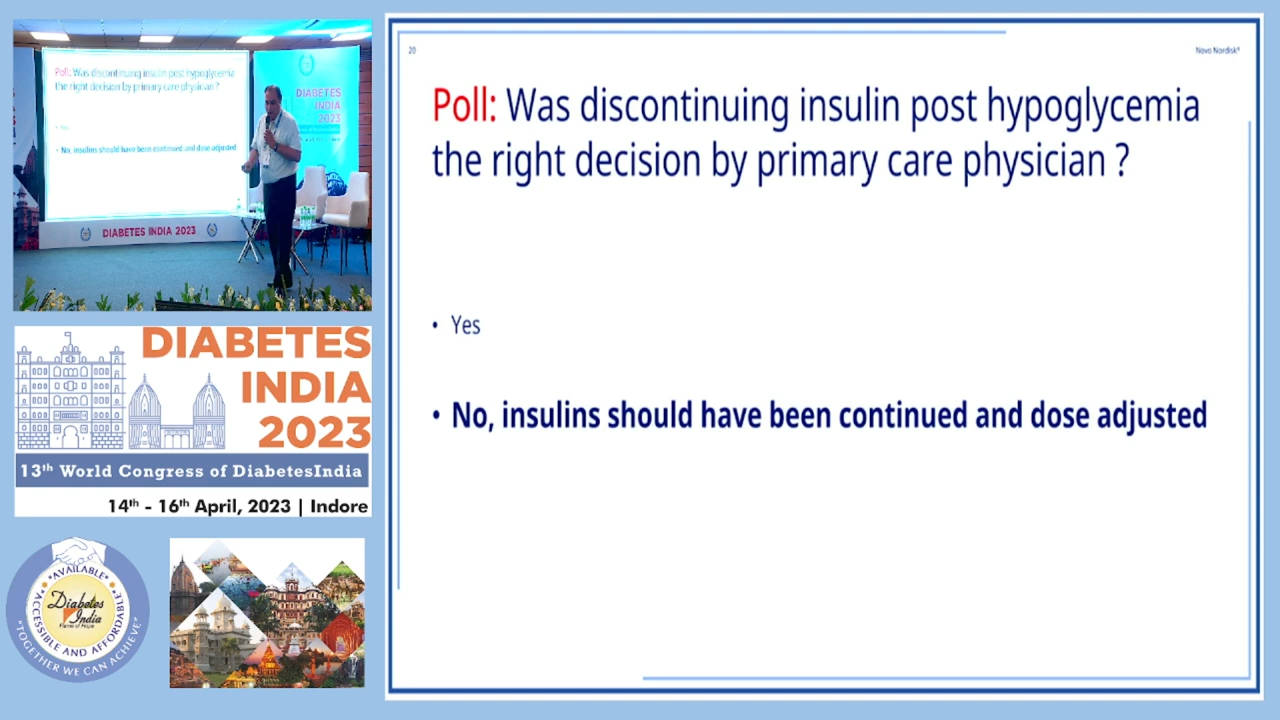 Poll: Was discontinuing insulin post hypoglycemia
the right decision by primary care physician ?
• Yes
• No, insulins should have been continued and dose adjusted
DIABETES
INDIA
2023
DIABETES INDIA 2023
DIABETES
INDIA
2023
13th World Congress of DiabetesIndia
14th - 16th April, 2023 | Indore
*AVAILABLE*
*ACCESSIBLE AND AFFORDABLE*
Diabetes
India
Flame of Hope
"TOGETHER WE CAN ACHIEVE"
20
Novo Nordisk®
Poll: Was discontinuing insulin post hypoglycemia
the right decision by primary care physician ?
• Yes
• No, insulins should have been continued and dose adjusted